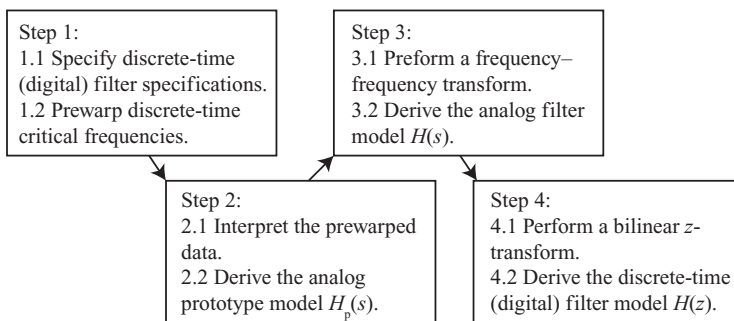 Step 1:
1.1 Specify discrete-time
(digital) filter specifications.
1.2 Prewarp discrete-time
critical frequencies.
Step 2:
2.1 Interpret the prewarped
data.
2.2 Derive the analog
prototype model Hp(s).
Step 3:
3.1 Preform a frequency–
frequency transform.
3.2 Derive the analog filter
model H(s).
Step 4:
4.1 Perform a bilinear z-
transform.
4.2 Derive the discrete-time
(digital) filter model H(z).